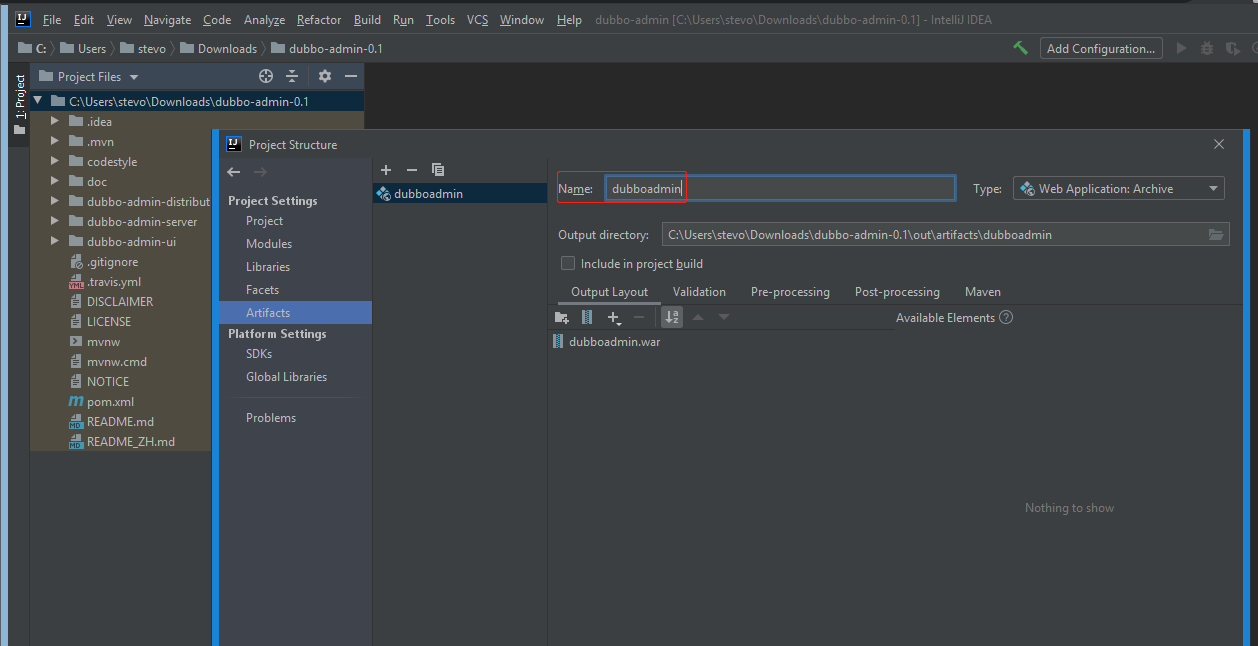 File Edit View Navigate Code Analyze Refactor Build Run Tools VCS Window Help dubbo-admin [C:\Users\stevo\Downloads\dubbo-admin-0.1] - IntelliJ IDEA
C: Users stevo Downloads dubbo-admin-0.1 Add Configuration...
1: Project
Project Files
C:\Users\stevo\Downloads\dubbo-admin-0.1
.idea
.mvn
codestyle
doc
dubbo-admin-distribut
dubbo-admin-server
dubbo-admin-ui
.gitignore
.travis.yml
DISCLAIMER
LICENSE
mvnw
mvnw.cmd
NOTICE
pom.xml
README.md
README_ZH.md
Project Structure
Project Settings
Project
Modules
Libraries
Facets
Artifacts
Platform Settings
SDKs
Global Libraries
Problems
dubboadmin
Name: dubboadmin Type: Web Application: Archive
Output directory: C:\Users\stevo\Downloads\dubbo-admin-0.1\out\artifacts\dubboadmin
Include in project build
Output Layout Validation Pre-processing Post-processing Maven
Available Elements ?
dubboadmin.war
Nothing to show